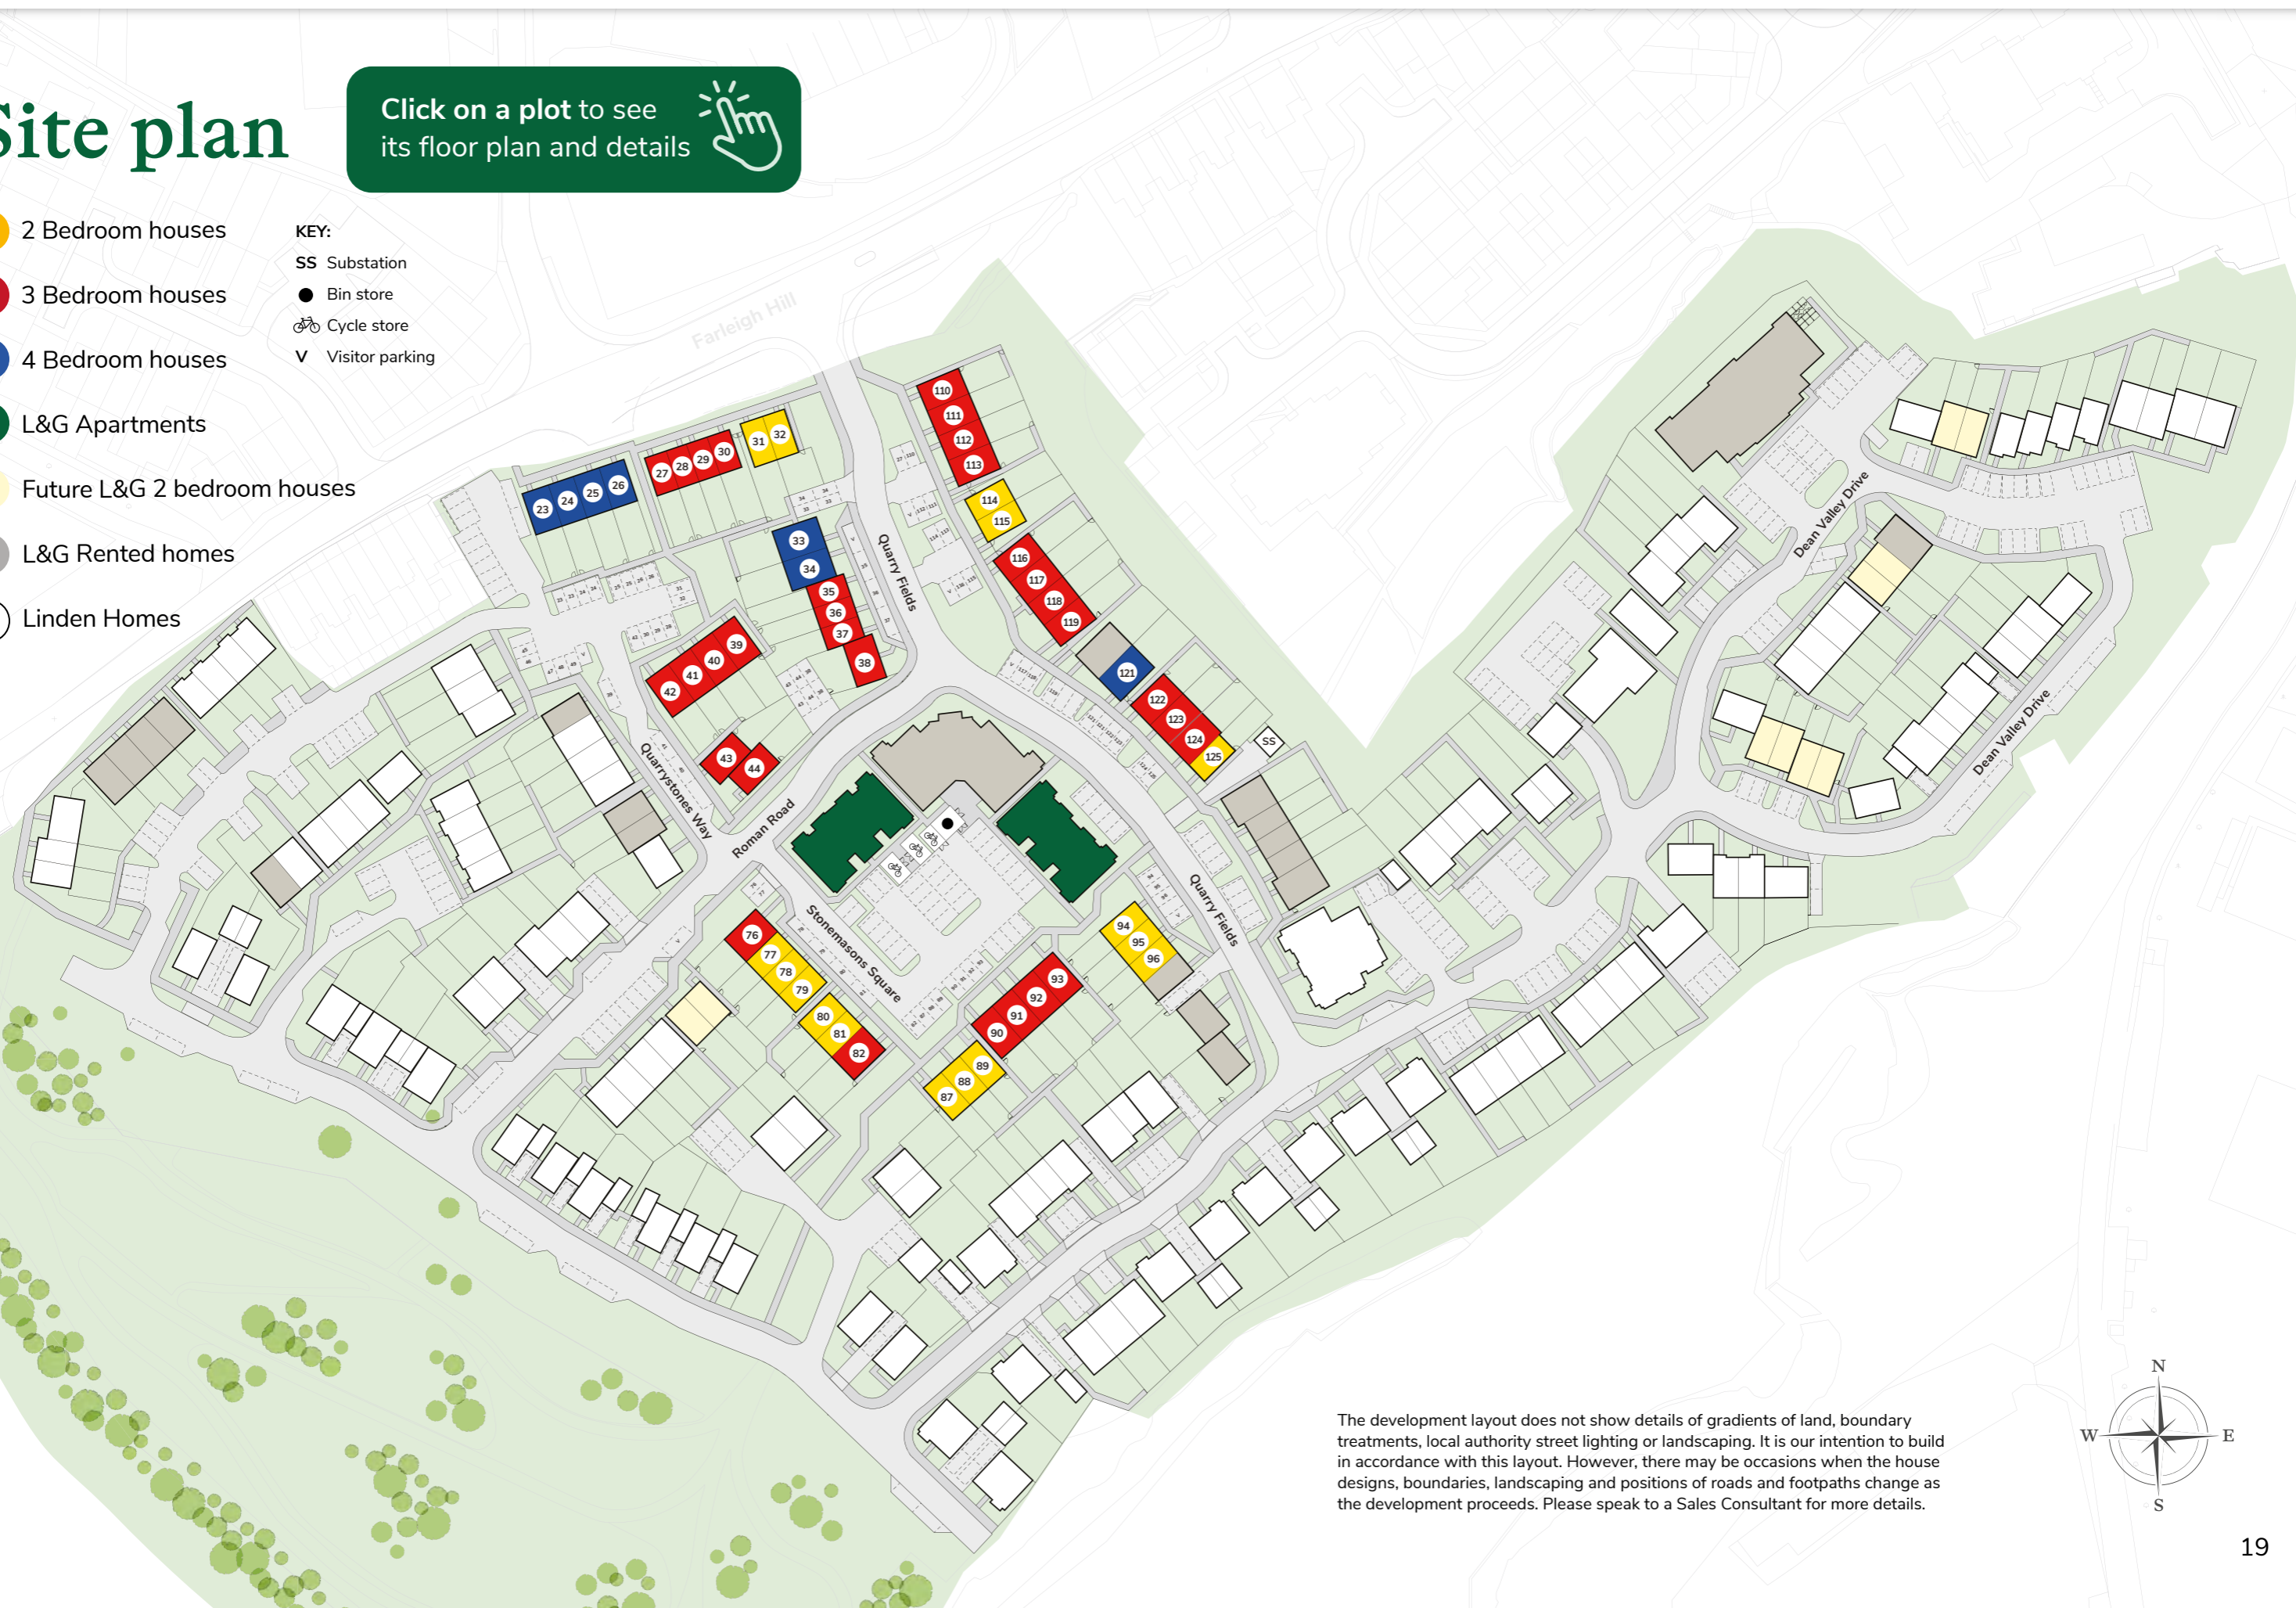 Site plan
Click on a plot to see
its floor plan and details
2 Bedroom houses
3 Bedroom houses
4 Bedroom houses
L&G Apartments
Future L&G 2 bedroom houses
L&G Rented homes
Linden Homes
KEY:
SS Substation
Bin store
Cycle store
V Visitor parking
Farleigh Hill
23
24
25
26
27
28
29
30
31
32
33
34
35
36
37
38
39
40
41
42
43
44
110
111
112
113
114
115
116
117
118
119
121
122
123
124
125
SS
76
77
78
79
80
81
82
87
88
89
90
91
92
93
94
95
96
Quarry Fields
Quarrystones Way
Roman Road
Stonemasons Square
Quarry Fields
Dean Valley Drive
Dean Valley Drive
The development layout does not show details of gradients of land, boundary
treatments, local authority street lighting or landscaping. It is our intention to build
in accordance with this layout. However, there may be occasions when the house
designs, boundaries, landscaping and positions of roads and footpaths change as
the development proceeds. Please speak to a Sales Consultant for more details.
N
W
E
S
19